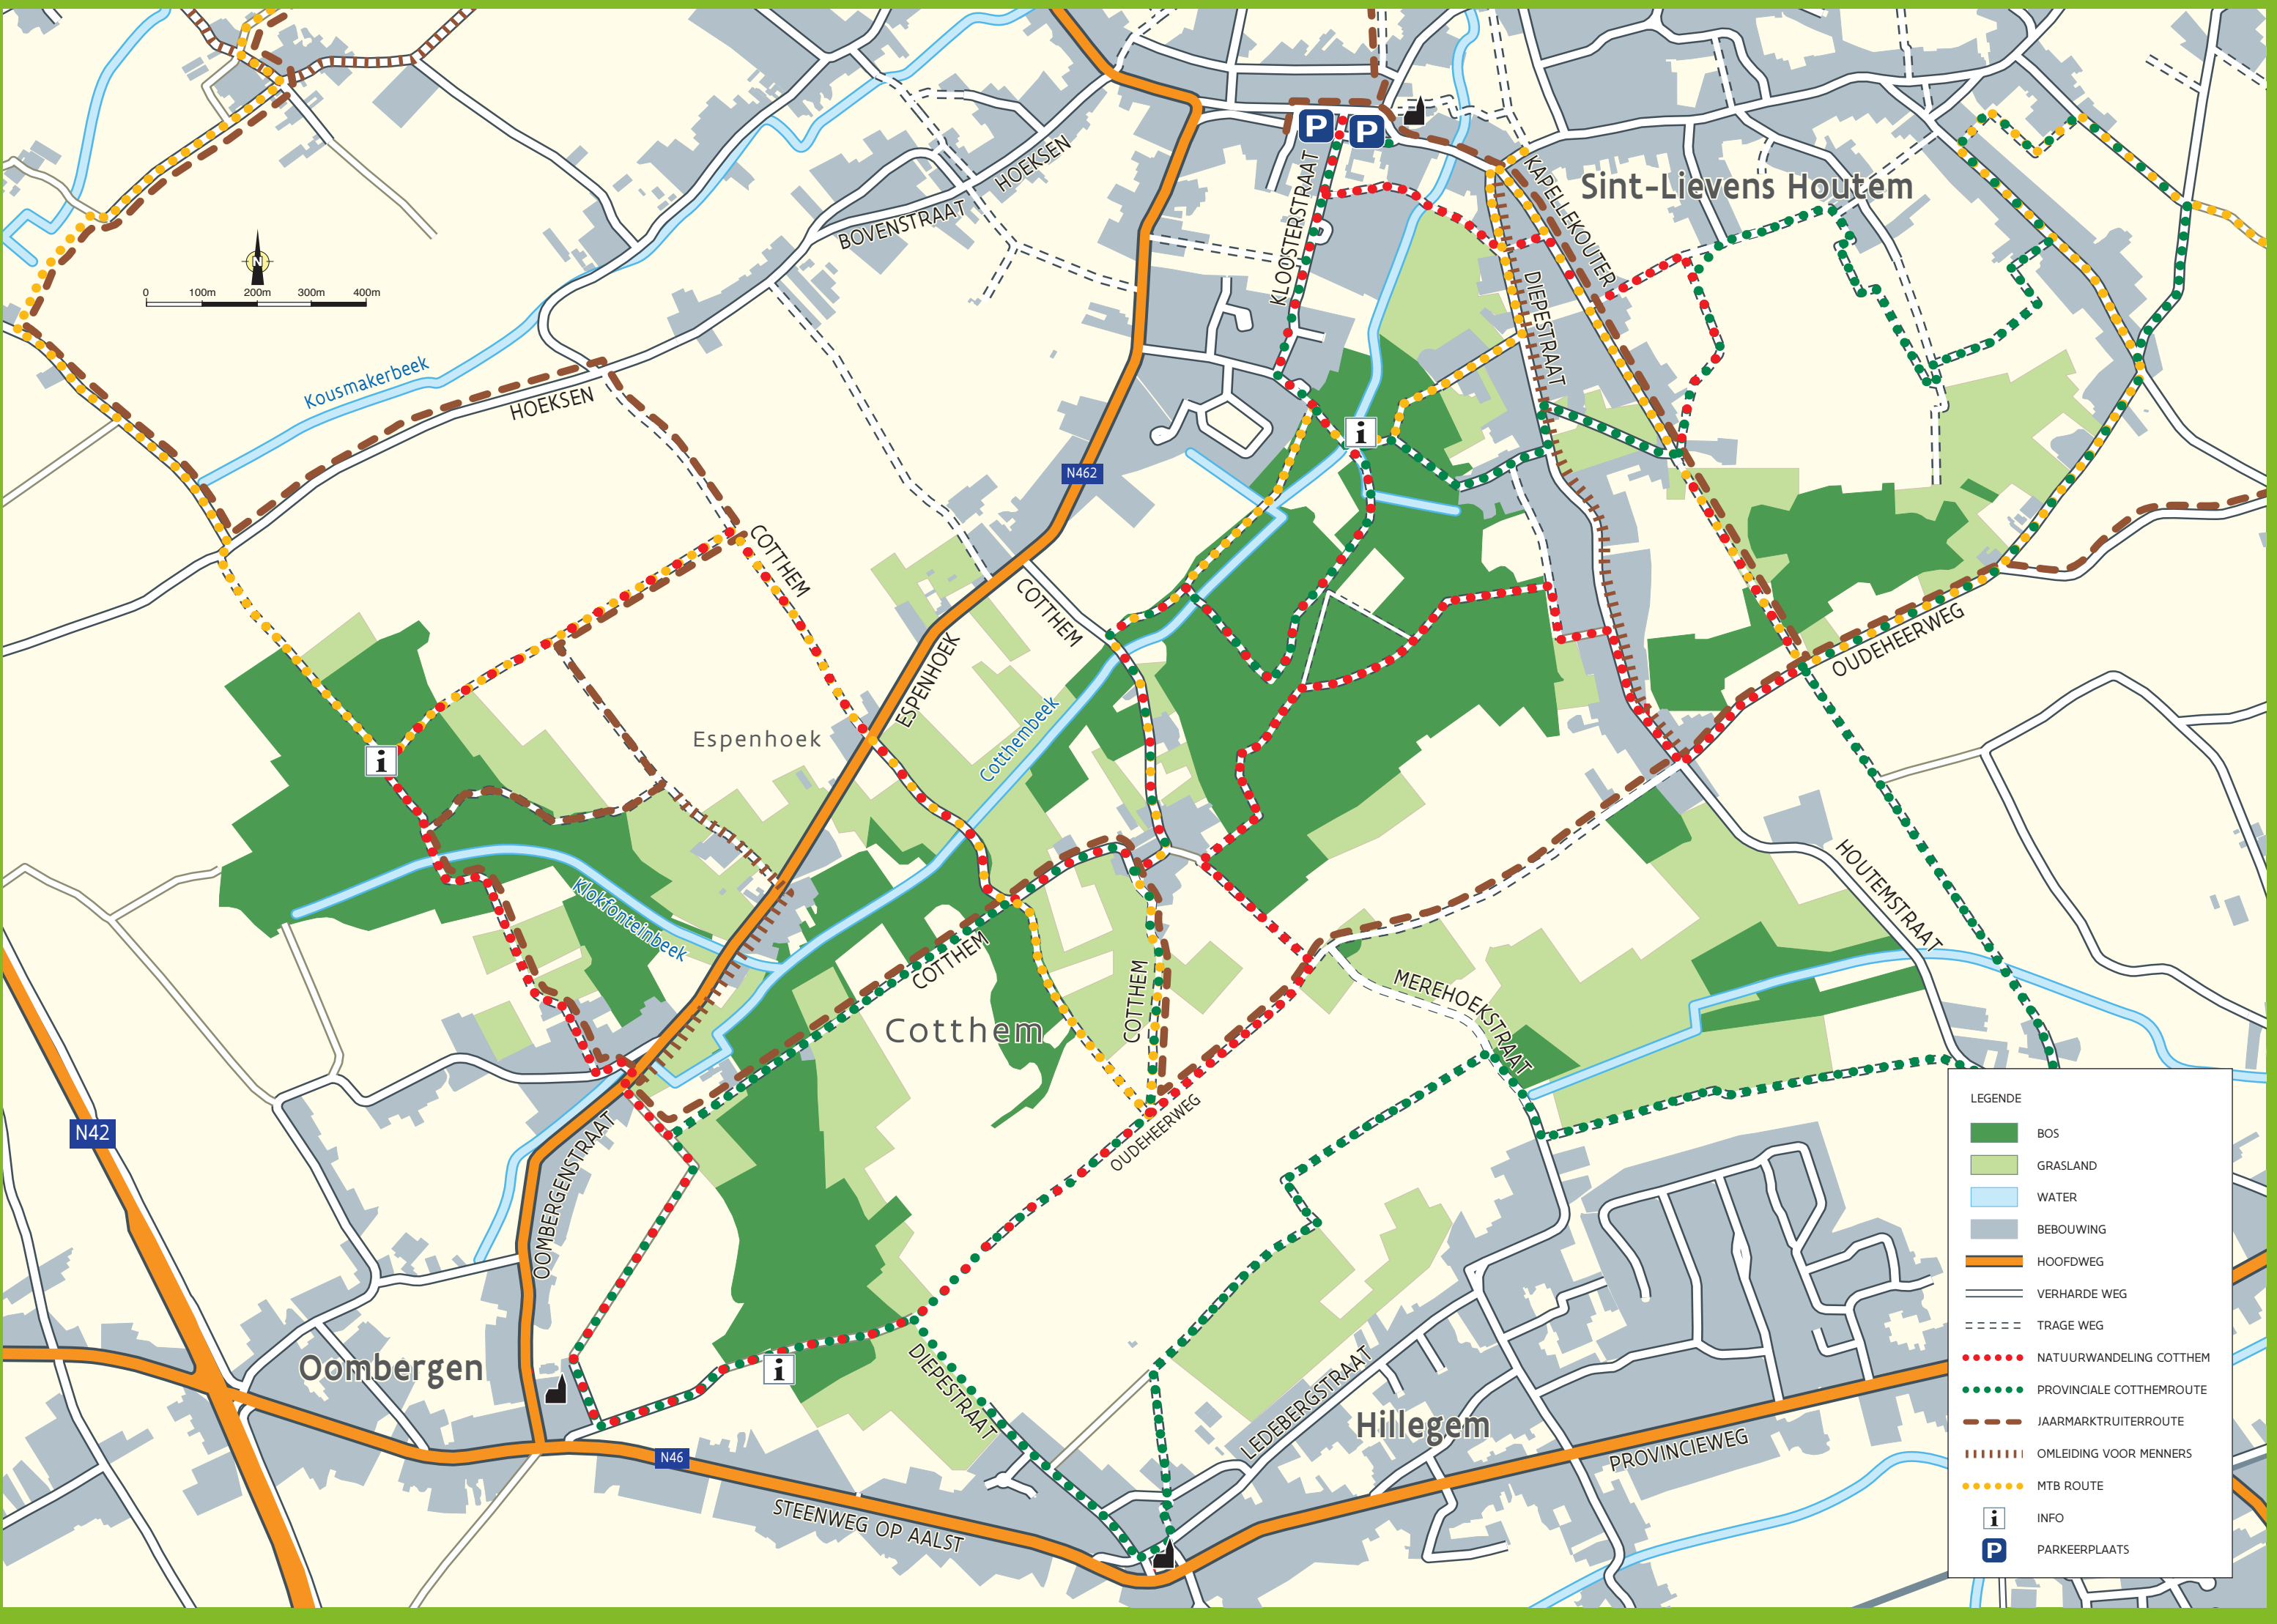 Sint-Lievens Houtem
KAPELLEKOUTER
KLOOSTERSTRAAT
DIEPESTRAAT
HOEKSEN
BOVENSTRAAT
N
0 100m 200m 300m 400m
Kousmakerbeek
HOEKSEN
P
P
i
N462
COTTHEM
COTTHEM
ESPENHOEK
Espenhoek
Cotthembeek
OUDEHEERWEG
i
Klokfonteinbeek
HOUTEMSTRAAT
COTTHEM
COTTHEM
Cotthem
MEREHOEKSTRAAT
OUDEHEERWEG
N42
OOMBERGENSTRAAT
Oombergen
i
DIEPESTRAAT
LEDEBERGSTRAAT
Hillegem
PROVINCIEWEG
N46
STEENWEG OP AALST
LEGENDE
BOS
GRASLAND
WATER
BEBOUWING
HOOFDWEG
VERHARDE WEG
TRAGE WEG
NATUURWANDELING COTTHEM
PROVINCIALE COTTHEMROUTE
JAARMARKTRUITERROUTE
OMLEIDING VOOR MENNERS
MTB ROUTE
i INFO
P PARKEERPLAATS